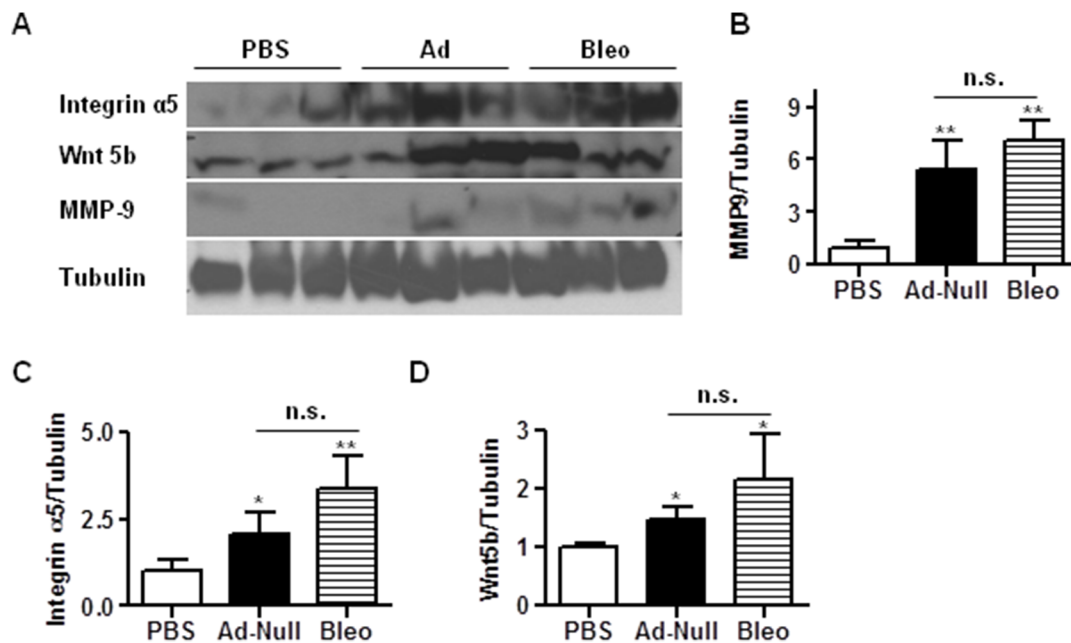 A
PBS Ad Bleo
Integrin α5
Wnt 5b
MMP-9
Tubulin
B
MMP9/Tubulin
9
6
3
0
n.s.
**
**
PBS Ad-Null Bleo
C
Integrin α5/Tubulin
5.0
2.5
0.0
n.s.
*
**
PBS Ad-Null Bleo
D
Wnt5b/Tubulin
3
2
1
0
n.s.
*
*
PBS Ad-Null Bleo